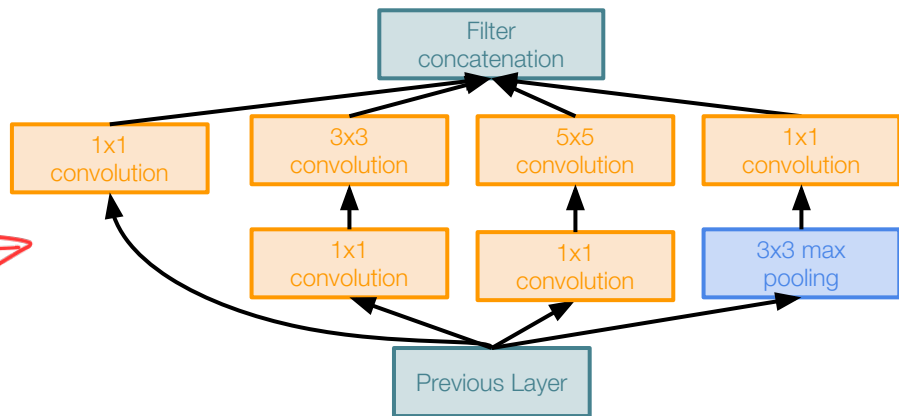 Filter
concatenation
1x1
convolution
3x3
convolution
5x5
convolution
1x1
convolution
1x1
convolution
1x1
convolution
3x3 max
pooling
Previous Layer